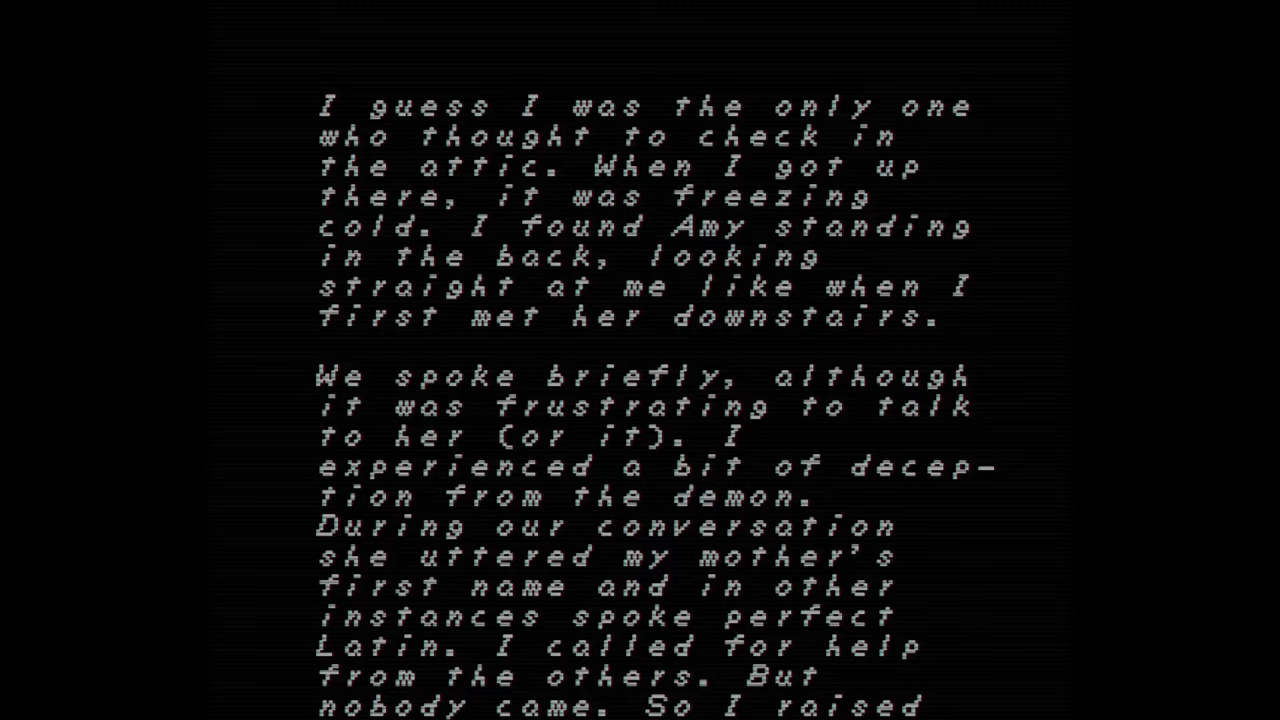 I guess I was the only one
who thought to check in
the attic. When I got up
there, it was freezing
cold. I found Amy standing
in the back, looking
straight at me like when I
first met her downstairs.
We spoke briefly, although
it was frustrating to talk
to her (or it). I
experienced a bit of decep-
tion from the demon.
During our conversation
she uttered my mother's
first name and in other
instances spoke perfect
Latin. I called for help
from the others. But
nobody came. So I raised